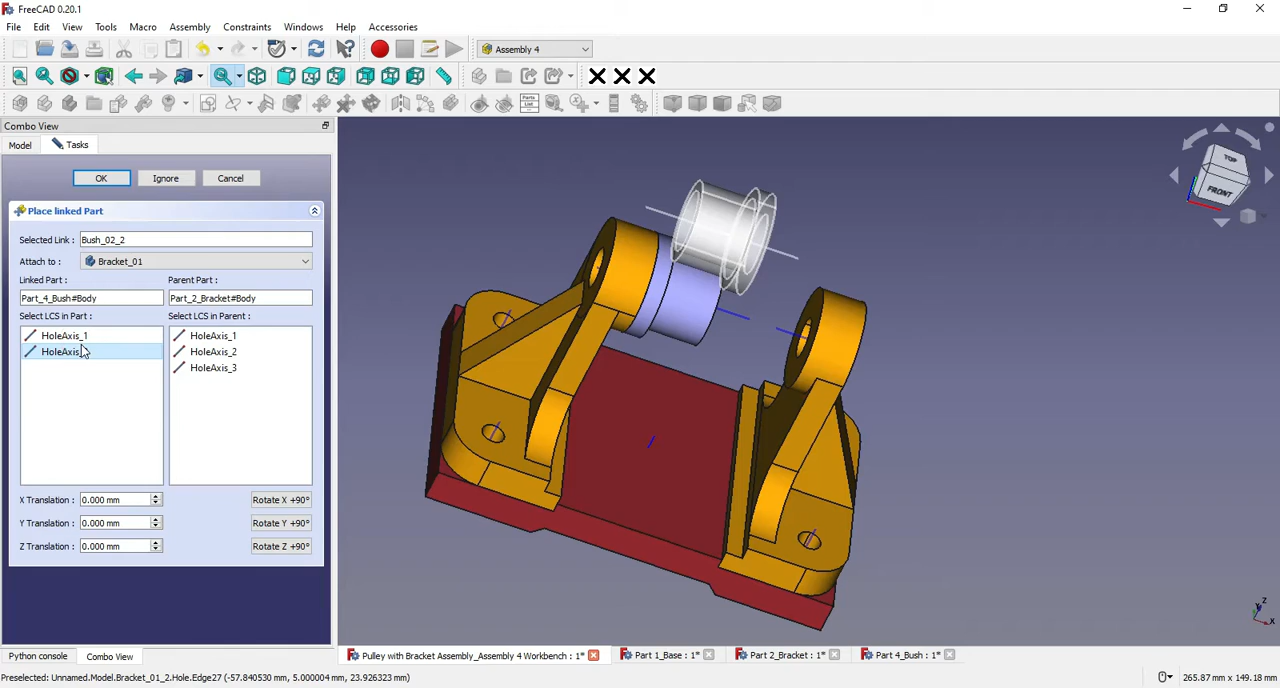 FreeCAD 0.20.1
File Edit View Tools Macro Assembly Constraints Windows Help Accessories
Assembly 4
Combo View
Model Tasks
OK Ignore Cancel
Place linked Part
Selected Link : Bush_02_2
Attach to : Bracket_01
Linked Part : Parent Part :
Part_4_Bush#Body Part_2_Bracket#Body
Select LCS in Part : Select LCS in Parent :
HoleAxis_1 HoleAxis_1
HoleAxis_ HoleAxis_2
HoleAxis_3
X Translation : 0.000 mm Rotate X +90°
Y Translation : 0.000 mm Rotate Y +90°
Z Translation : 0.000 mm Rotate Z +90°
TOP
FRONT
Z
Y
X
Python console Combo View
Pulley with Bracket Assembly_Assembly 4 Workbench : 1* Part 1_Base : 1* Part 2_Bracket : 1* Part 4_Bush : 1*
Preselected: Unnamed.Model.Bracket_01_2.Hole.Edge27 (-57.840530 mm, 5.000004 mm, 23.926323 mm) 265.87 mm x 149.18 mm